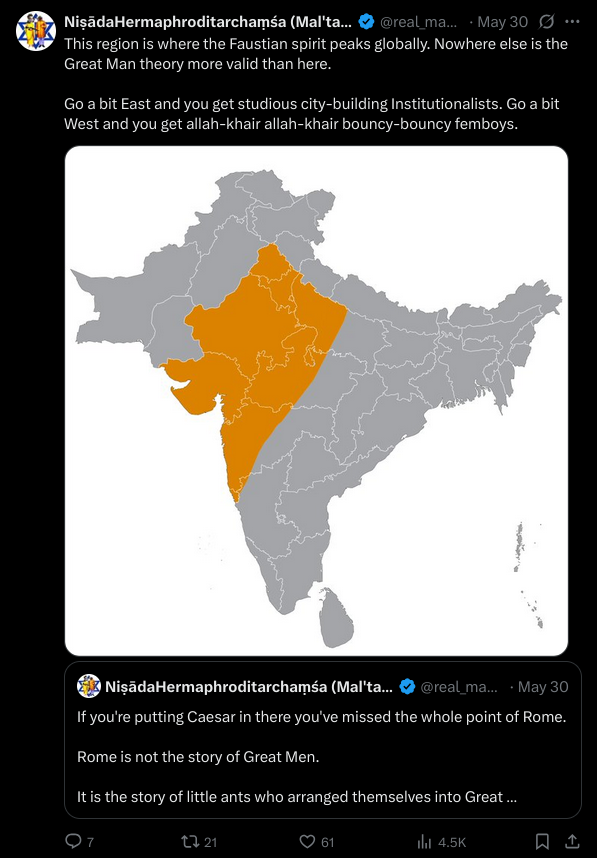 NiṣādaHermaphroditarchaṃśa (Mal'ta... @real_ma... · May 30
This region is where the Faustian spirit peaks globally. Nowhere else is the
Great Man theory more valid than here.
Go a bit East and you get studious city-building Institutionalists. Go a bit
West and you get allah-khair allah-khair bouncy-bouncy femboys.
NiṣādaHermaphroditarchaṃśa (Mal'ta... @real_ma... · May 30
If you're putting Caesar in there you've missed the whole point of Rome.
Rome is not the story of Great Men.
It is the story of little ants who arranged themselves into Great ...
7 21 61 4.5K